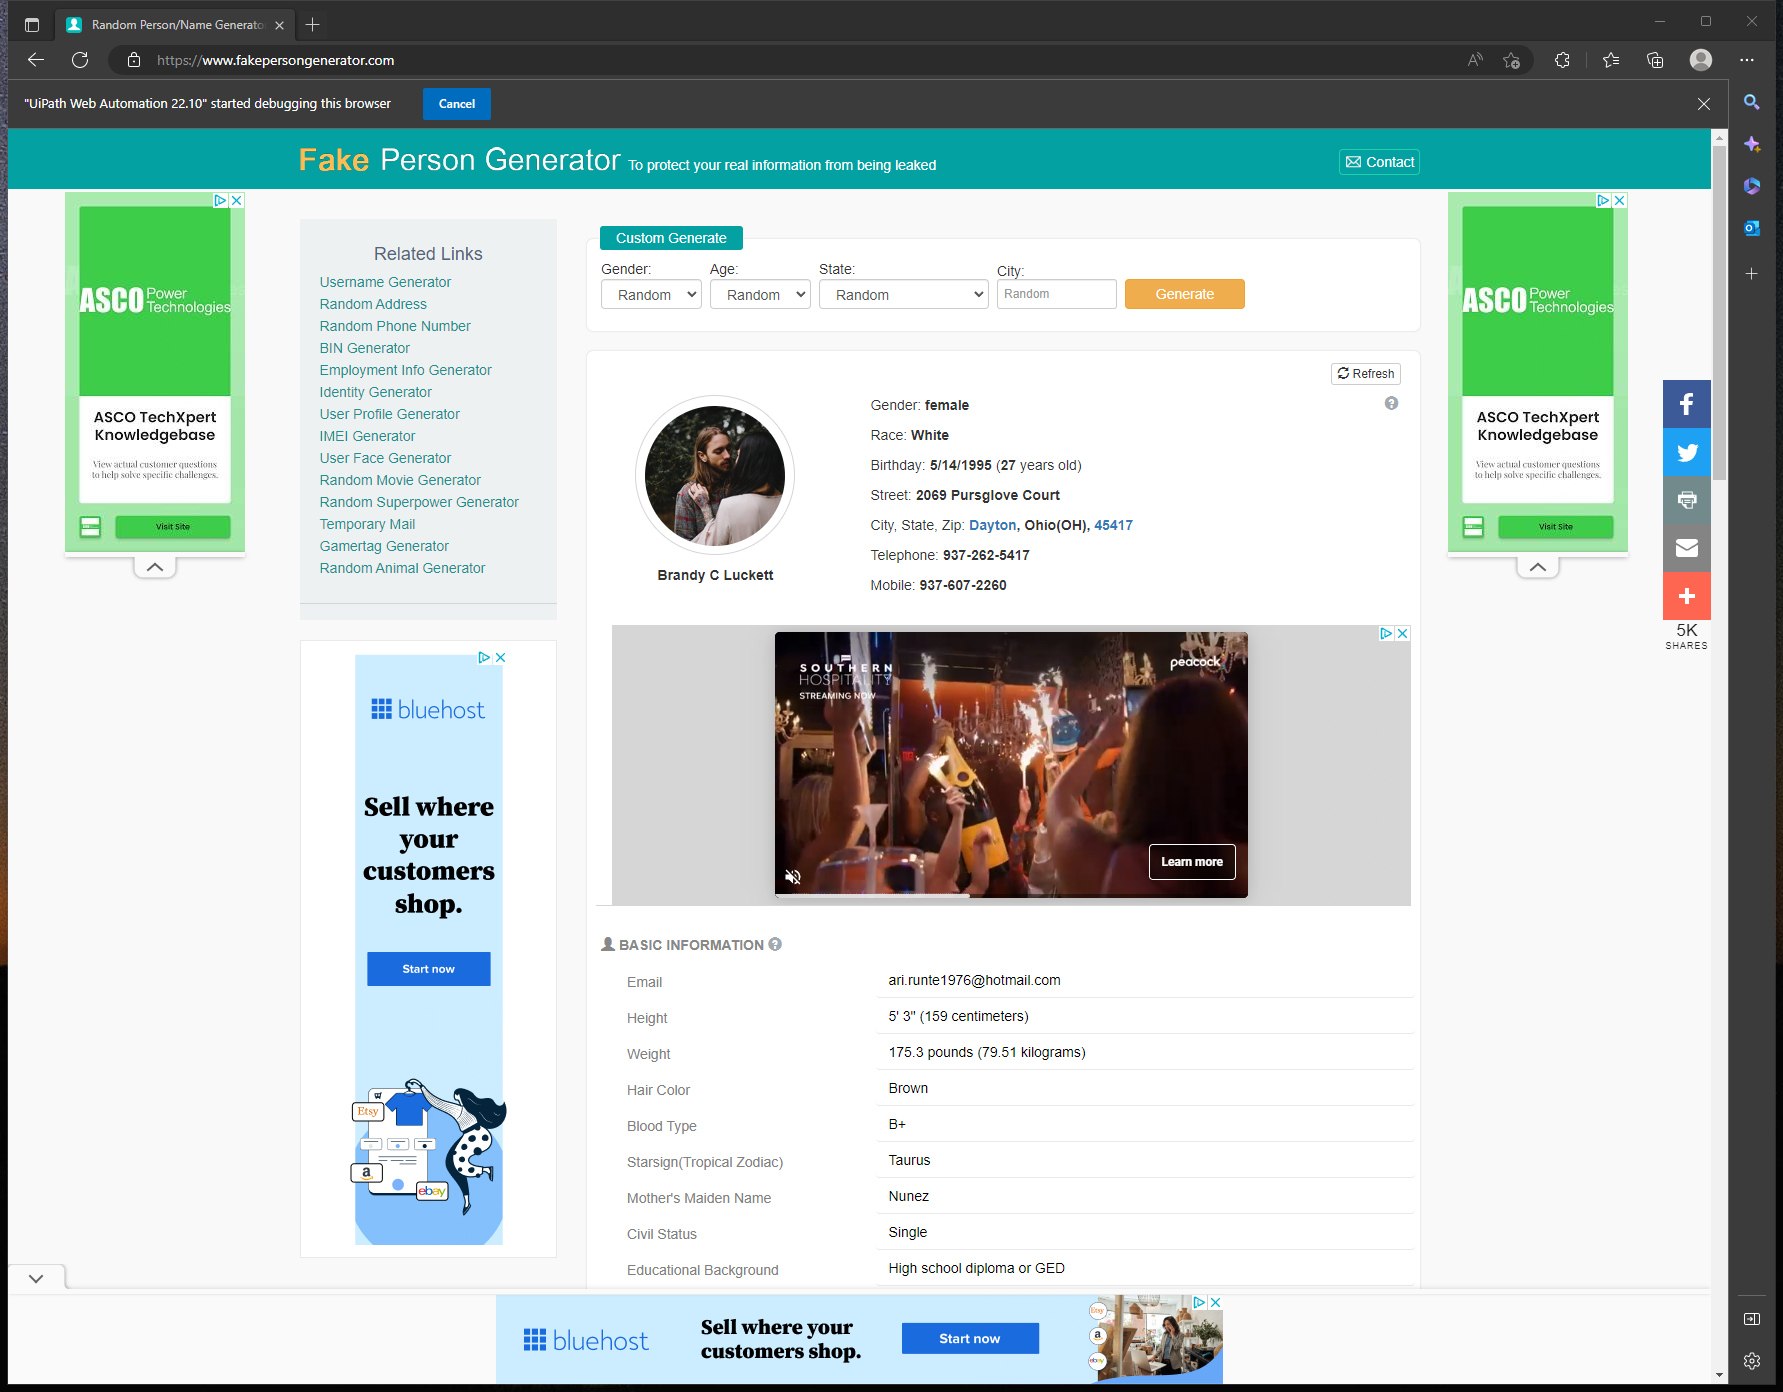 Random Person/Name Generato
https://www.fakepersongenerator.com
"UiPath Web Automation 22.10" started debugging this browser
Cancel
Fake Person Generator To protect your real information from being leaked
Contact
ASCO Power Technologies
ASCO TechXpert
Knowledgebase
View actual customer questions
to help solve specific challenges.
Visit Site
Related Links
Username Generator
Random Address
Random Phone Number
BIN Generator
Employment Info Generator
Identity Generator
User Profile Generator
IMEI Generator
User Face Generator
Random Movie Generator
Random Superpower Generator
Temporary Mail
Gamertag Generator
Random Animal Generator
bluehost
Sell where
your
customers
shop.
Start now
Etsy
a
ebay
Custom Generate
Gender: Age: State: City:
Random Random Random Random Generate
Refresh
Brandy C Luckett
Gender: female
Race: White
Birthday: 5/14/1995 (27 years old)
Street: 2069 Pursglove Court
City, State, Zip: Dayton, Ohio(OH), 45417
Telephone: 937-262-5417
Mobile: 937-607-2260
SOUTHERN
HOSPITALITY
STREAMING NOW
peacock
Learn more
BASIC INFORMATION
Email ari.runte1976@hotmail.com
Height 5' 3" (159 centimeters)
Weight 175.3 pounds (79.51 kilograms)
Hair Color Brown
Blood Type B+
Starsign(Tropical Zodiac) Taurus
Mother's Maiden Name Nunez
Civil Status Single
Educational Background High school diploma or GED
ASCO Power Technologies
ASCO TechXpert
Knowledgebase
View actual customer questions
to help solve specific challenges.
Visit Site
5K
SHARES
bluehost
Sell where your
customers shop.
Start now
Etsy
a
ebay